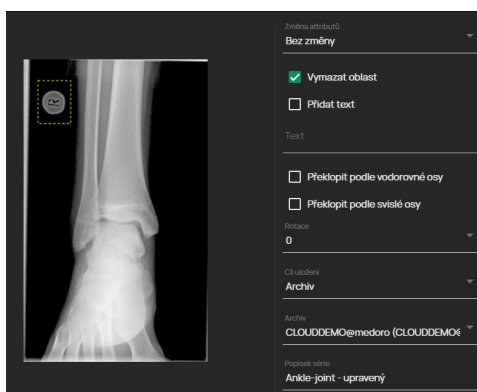 Změna atributů
Bez změny
Vymazat oblast
Přidat text
Text
Překlopit podle vodorovné osy
Překlopit podle svislé osy
Rotace
0
Cíl uložení
Archiv
Archiv
CLOUDDEMO@medoro (CLOUDDEMO@
Popisek série
Ankle-joint - upravený
R